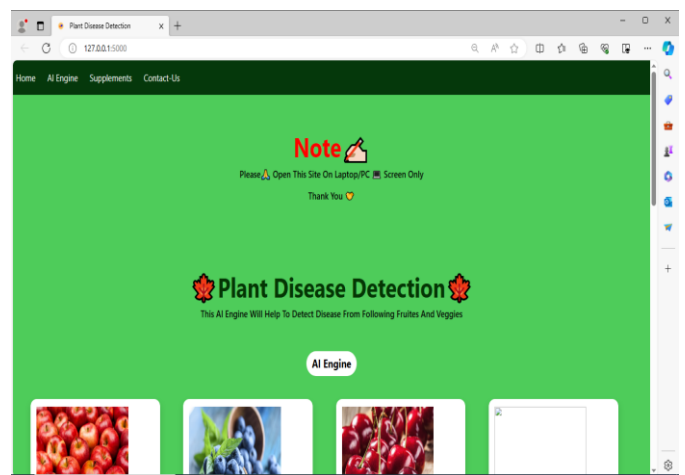 Plant Disease Detection
127.0.0.1:5000
Home AI Engine Supplements Contact-Us
Note✍
Please🙏 Open This Site On Laptop/PC 💻 Screen Only
Thank You 💛
🍁Plant Disease Detection🍁
This AI Engine Will Help To Detect Disease From Following Fruites And Veggies
AI Engine